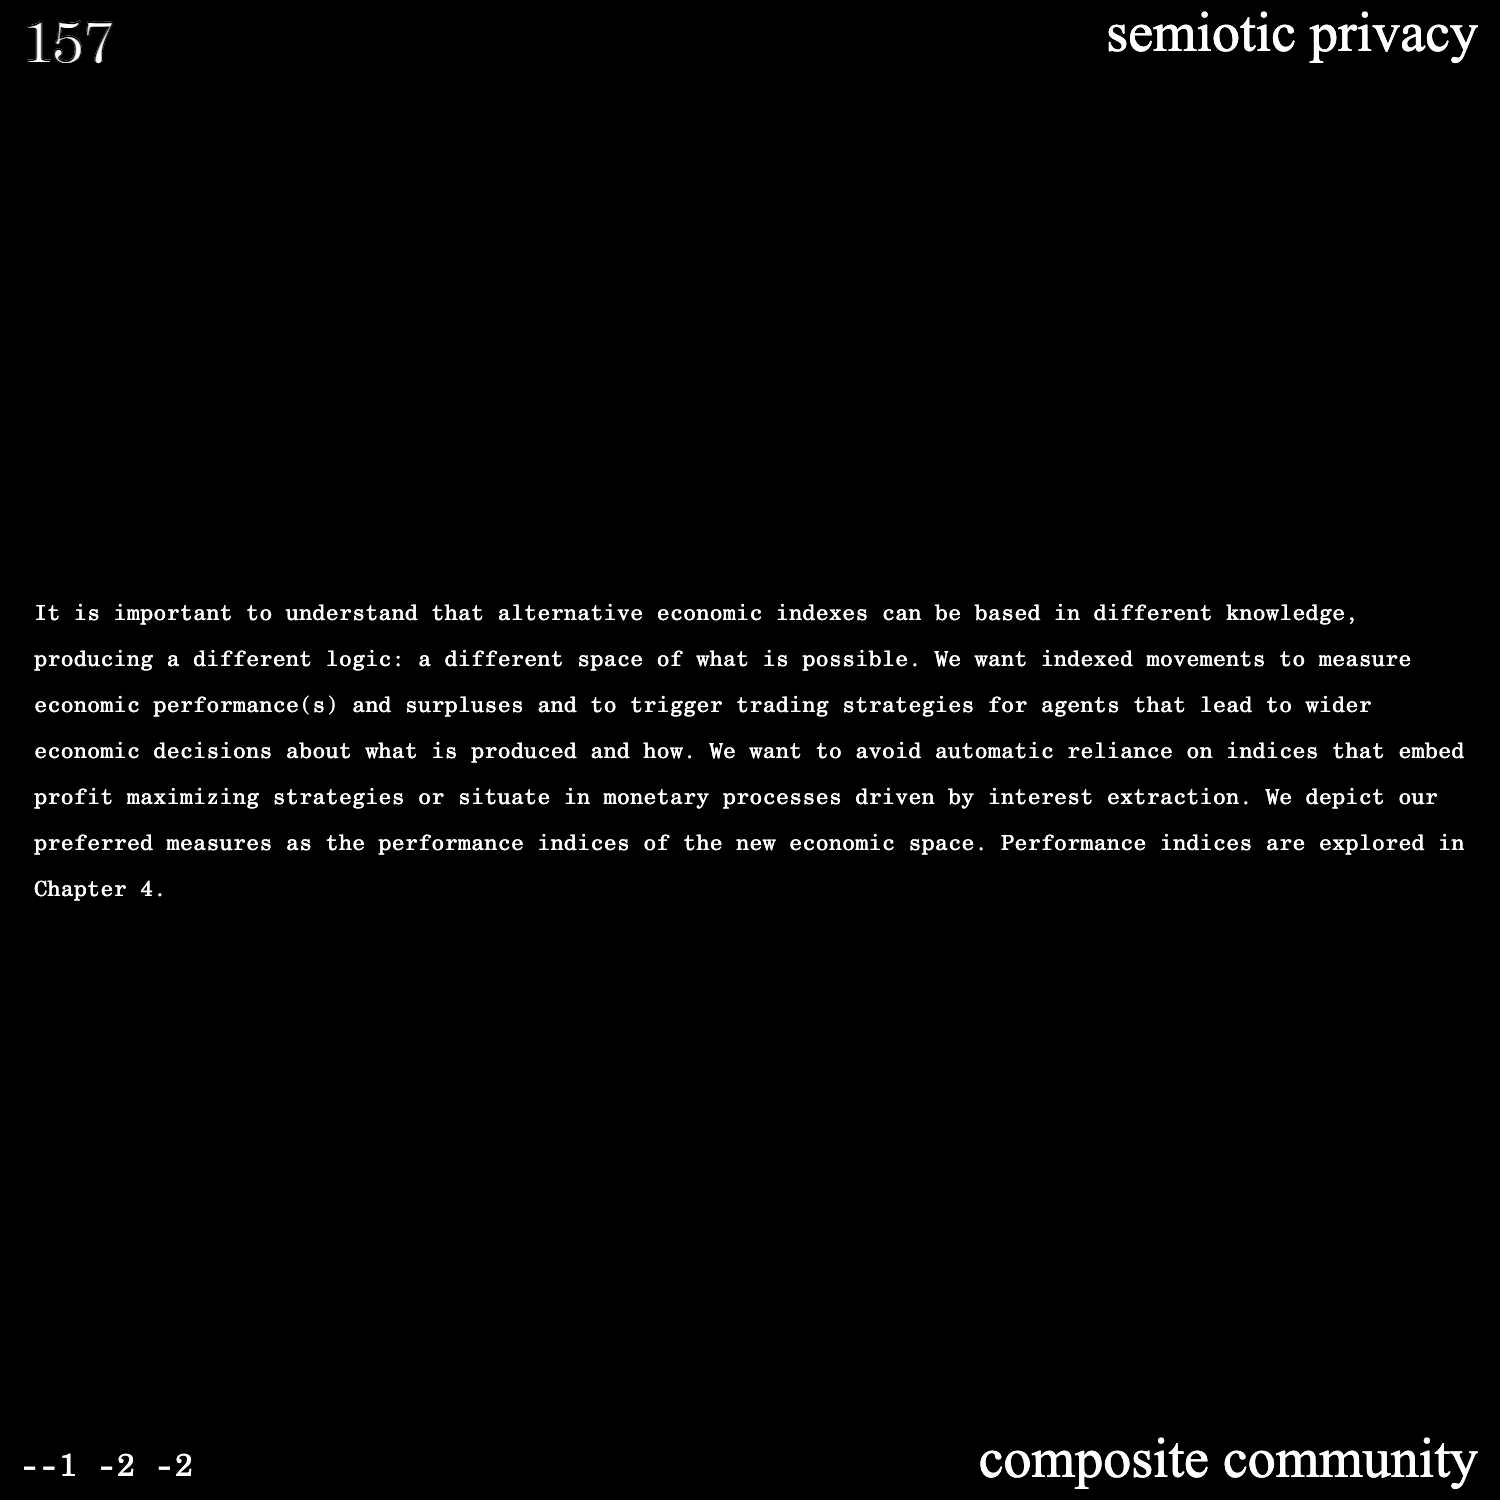 157
semiotic privacy
It is important to understand that alternative economic indexes can be based in different knowledge,
producing a different logic: a different space of what is possible. We want indexed movements to measure
economic performance(s) and surpluses and to trigger trading strategies for agents that lead to wider
economic decisions about what is produced and how. We want to avoid automatic reliance on indices that embed
profit maximizing strategies or situate in monetary processes driven by interest extraction. We depict our
preferred measures as the performance indices of the new economic space. Performance indices are explored in
Chapter 4.
--1 -2 -2
composite community